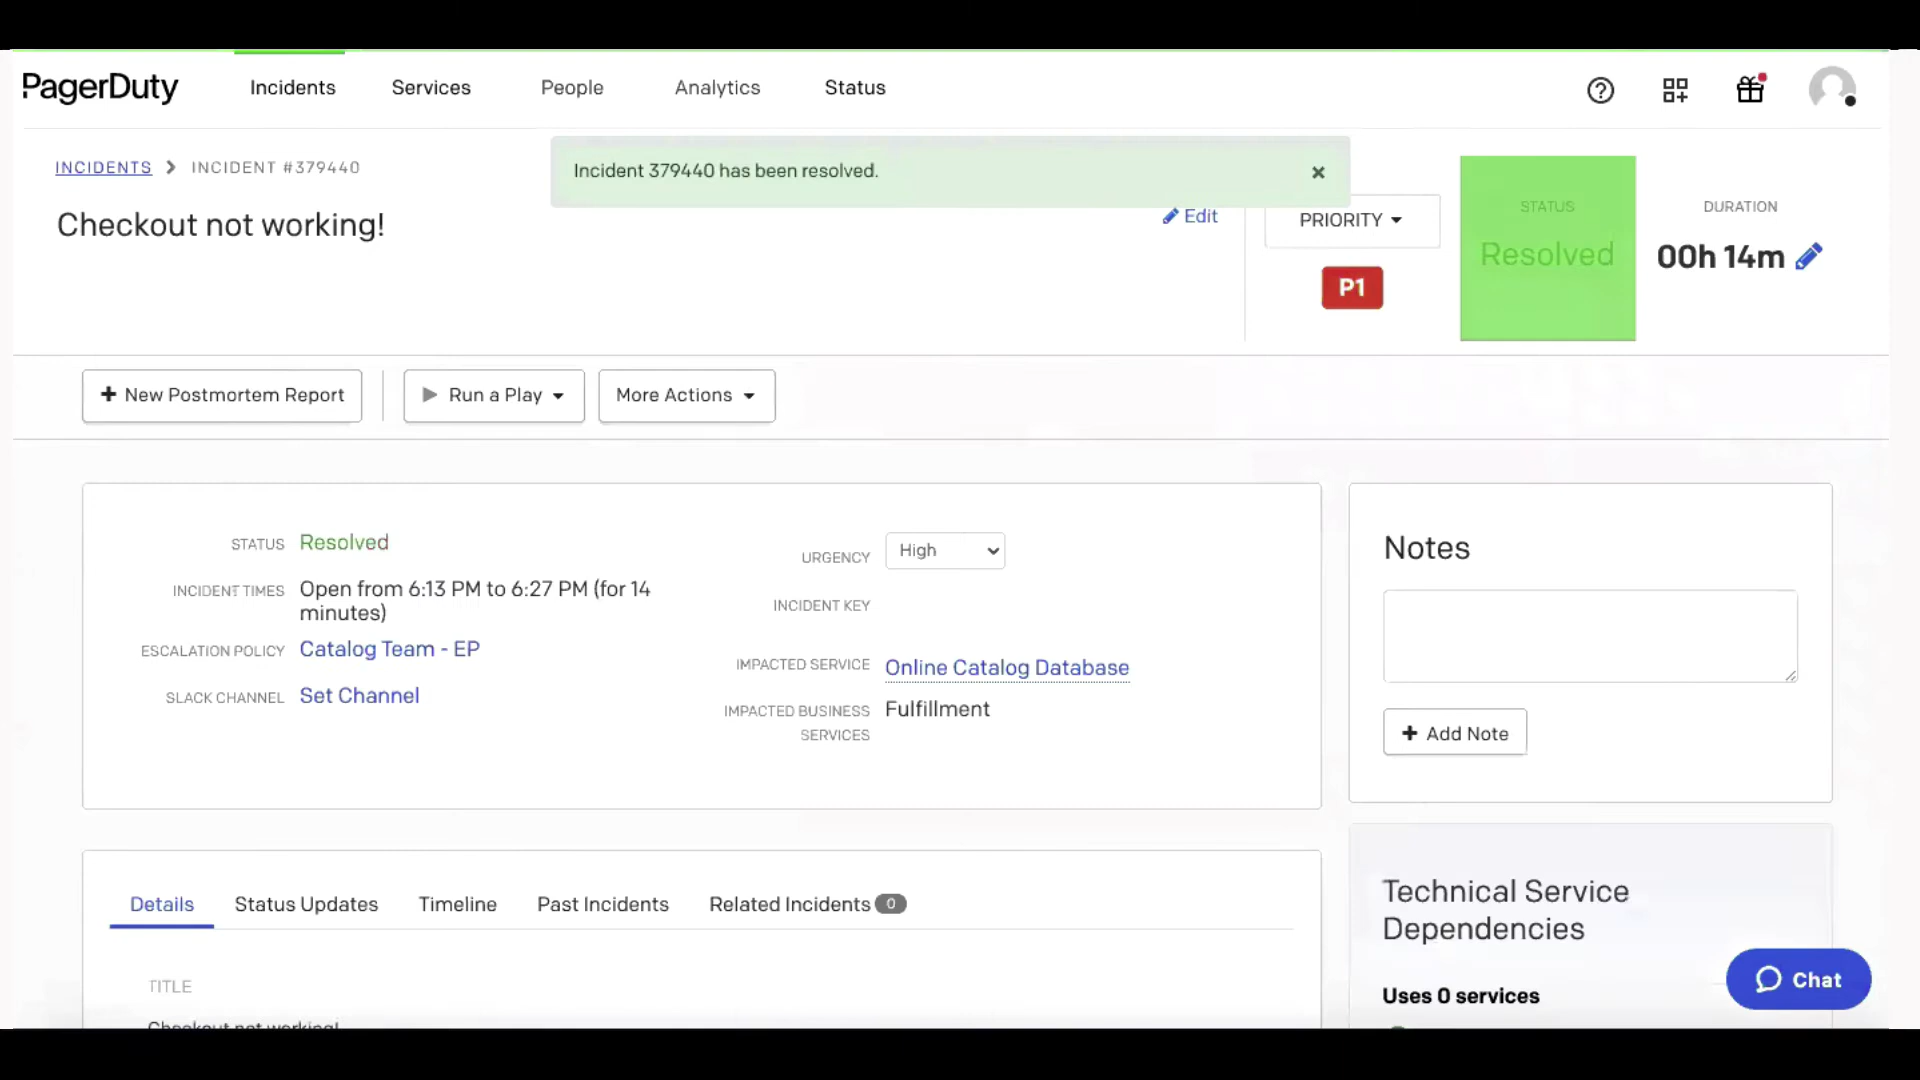 PagerDuty Incidents Services People Analytics Status
INCIDENTS > INCIDENT #379440
Incident 379440 has been resolved. ×
Checkout not working!
Edit
PRIORITY
P1
STATUS
Resolved
DURATION
00h 14m
+ New Postmortem Report
Run a Play
More Actions
STATUS Resolved
INCIDENT TIMES Open from 6:13 PM to 6:27 PM (for 14
minutes)
ESCALATION POLICY Catalog Team - EP
SLACK CHANNEL Set Channel
URGENCY High
INCIDENT KEY
IMPACTED SERVICE Online Catalog Database
IMPACTED BUSINESS Fulfillment
SERVICES
Notes
+ Add Note
Details Status Updates Timeline Past Incidents Related Incidents 0
TITLE
Checkout not working!
Technical Service
Dependencies
Uses 0 services
Chat